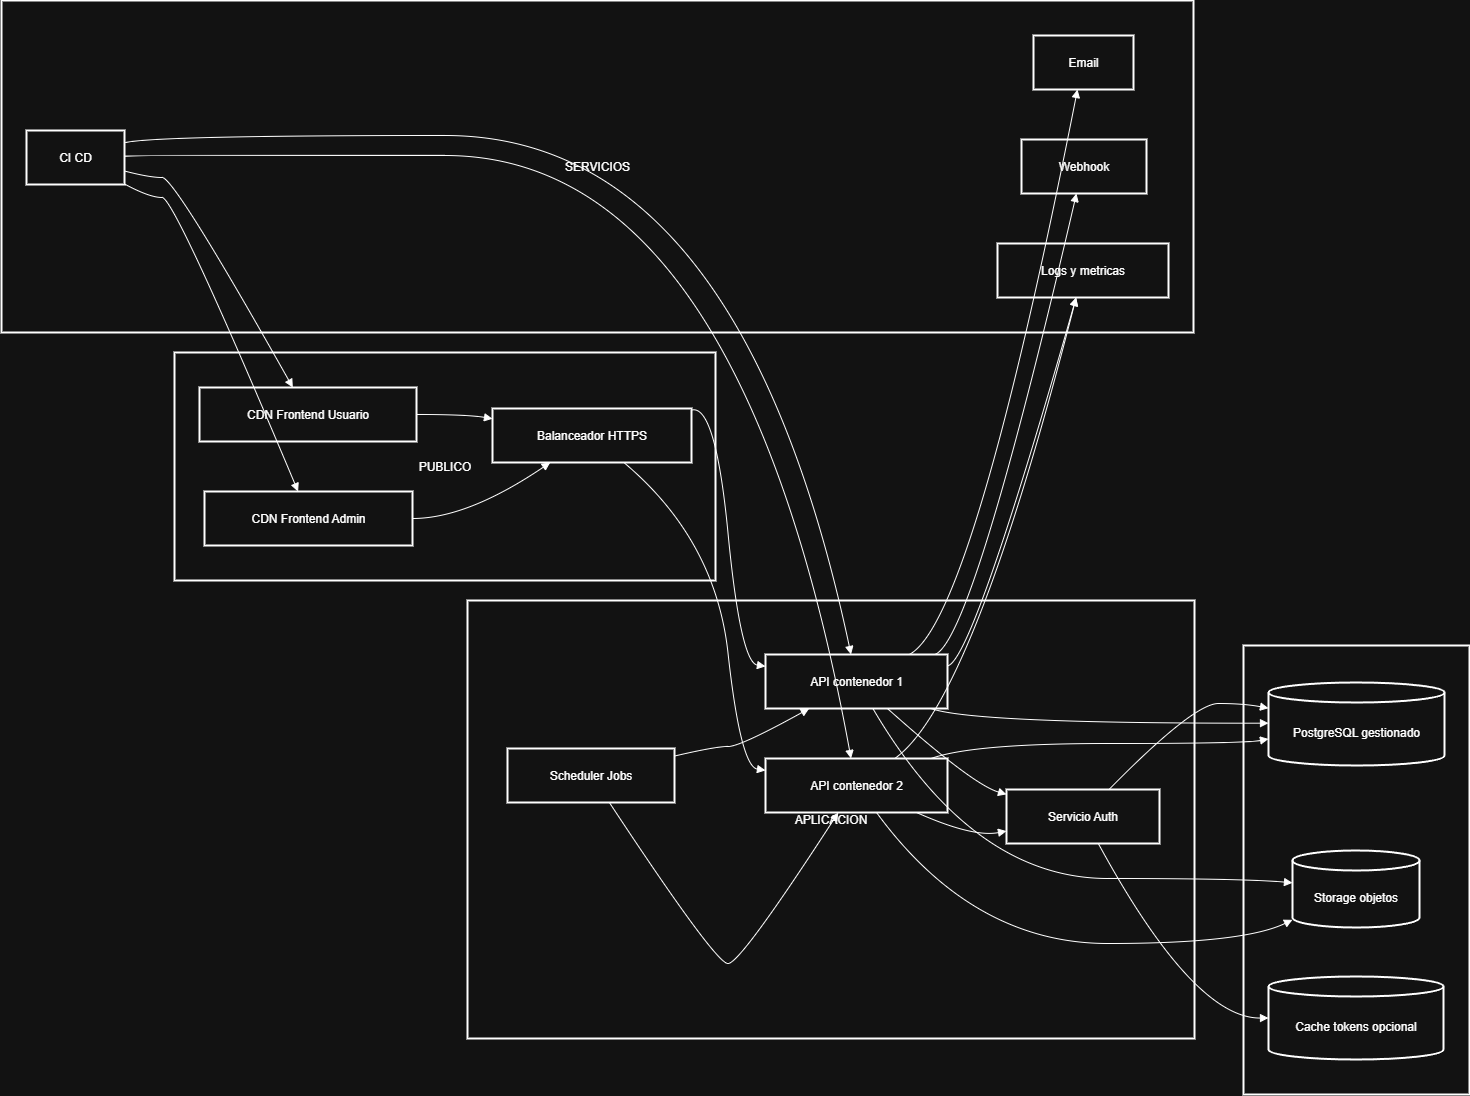 Email
CI CD
SERVICIOS
Webhook
Logs y metricas
CDN Frontend Usuario
Balanceador HTTPS
PUBLICO
CDN Frontend Admin
API contenedor 1
PostgreSQL gestionado
Scheduler Jobs
API contenedor 2
APLICACION
Servicio Auth
Storage objetos
Cache tokens opcional